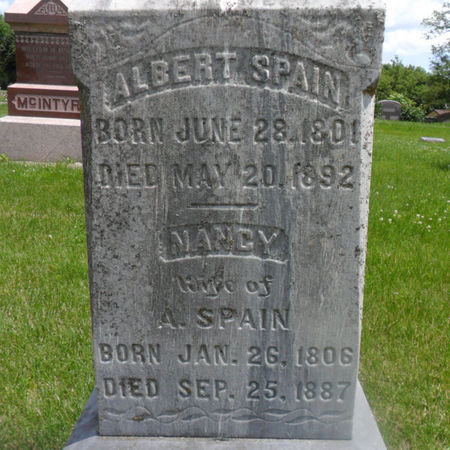 ALBERT SPAIN
BORN JUNE 28, 1801
DIED MAY 20, 1892
NANCY
Wife of
A. SPAIN
BORN JAN. 26, 1806
DIED SEP. 25, 1887
McINTYR